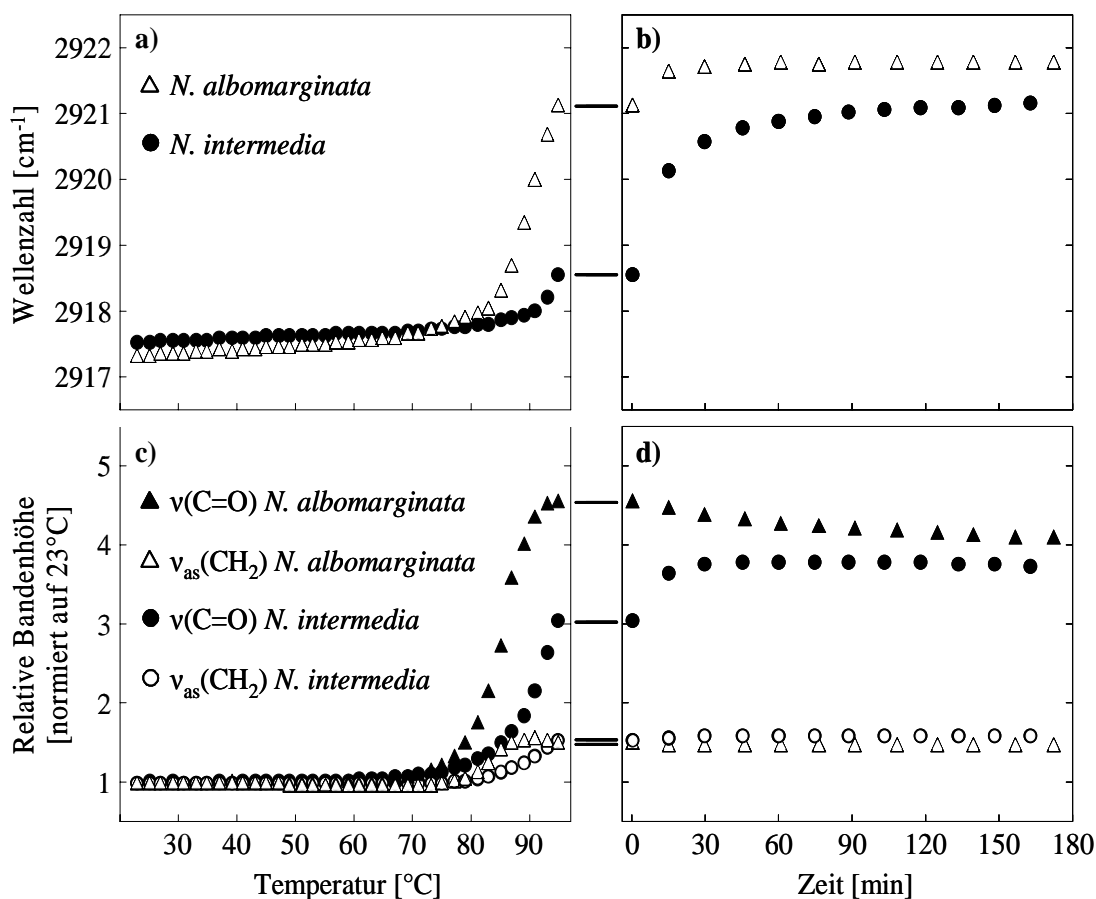 a)
b)
2922
2921
2920
2919
2918
2917
Wellenzahl [cm⁻¹]
△ N. albomarginata
● N. intermedia
c)
d)
5
4
3
2
1
Relative Bandenhöhe
[normiert auf 23°C]
▲ ν(C=O) N. albomarginata
△ νas(CH₂) N. albomarginata
● ν(C=O) N. intermedia
○ νas(CH₂) N. intermedia
30 40 50 60 70 80 90
0 30 60 90 120 150 180
Temperatur [°C]
Zeit [min]